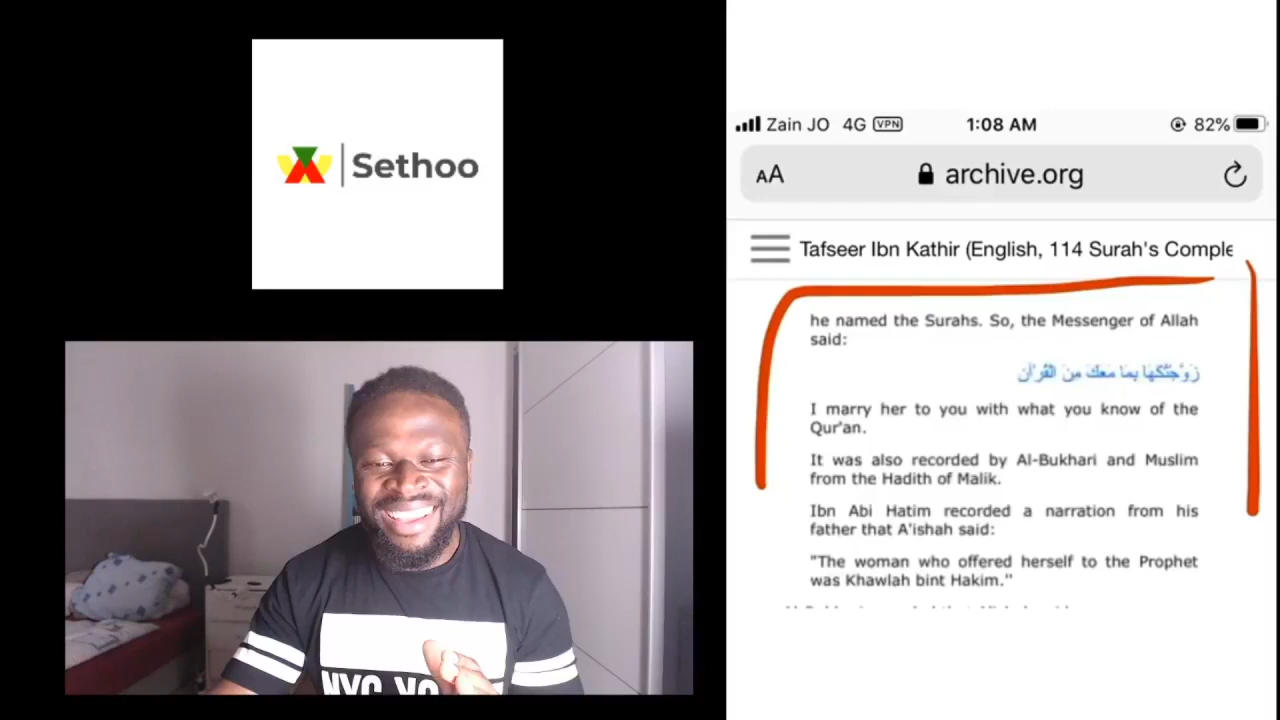 Sethoo
NYC
Zain JO 4G VPN 1:08 AM 82%
AA archive.org
Tafseer Ibn Kathir (English, 114 Surah's Comple
he named the Surahs. So, the Messenger of Allah
said:
زَوَّجْتُكَهَا بِمَا مَعَكَ مِنَ الْقُرْآن
I marry her to you with what you know of the
Qur'an.
It was also recorded by Al-Bukhari and Muslim
from the Hadith of Malik.
Ibn Abi Hatim recorded a narration from his
father that A'ishah said:
"The woman who offered herself to the Prophet
was Khawlah bint Hakim."